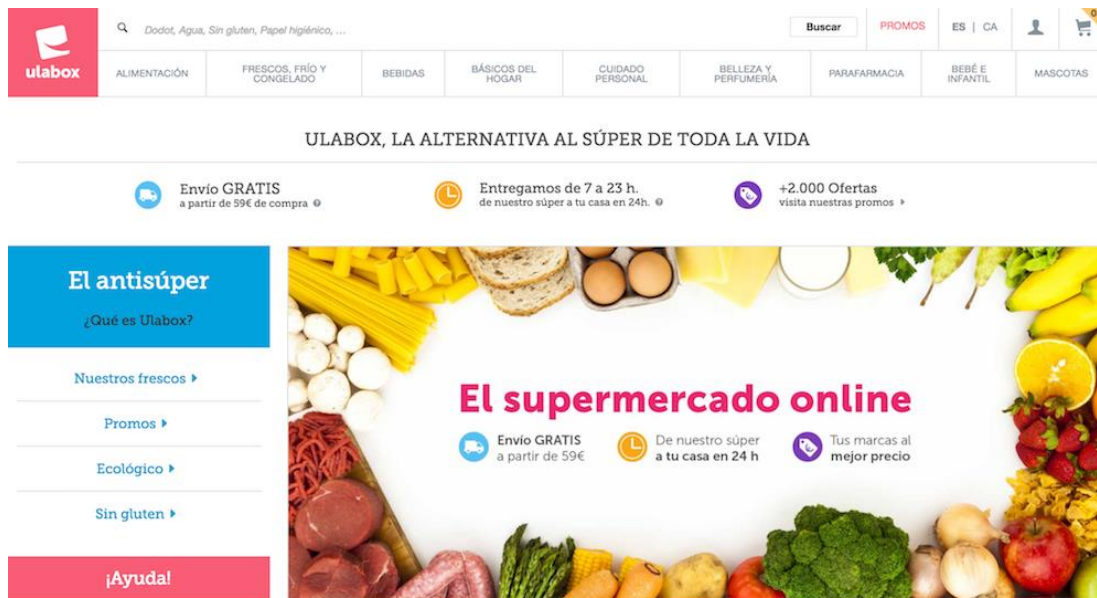 Dodot, Agua, Sin gluten, Papel higiénico, ...
Buscar
PROMOS
ES | CA
0
ulabox
ALIMENTACIÓN
FRESCOS, FRÍO Y
CONGELADO
BEBIDAS
BÁSICOS DEL
HOGAR
CUIDADO
PERSONAL
BELLEZA Y
PERFUMERÍA
PARAFARMACIA
BEBÉ E
INFANTIL
MASCOTAS
ULABOX, LA ALTERNATIVA AL SÚPER DE TODA LA VIDA
Envío GRATIS
a partir de 59€ de compra
Entregamos de 7 a 23 h.
de nuestro súper a tu casa en 24h.
+2.000 Ofertas
visita nuestras promos
El antisúper
¿Qué es Ulabox?
Nuestros frescos
Promos
Ecológico
Sin gluten
¡Ayuda!
El supermercado online
Envío GRATIS
a partir de 59€
De nuestro súper
a tu casa en 24 h
Tus marcas al
mejor precio